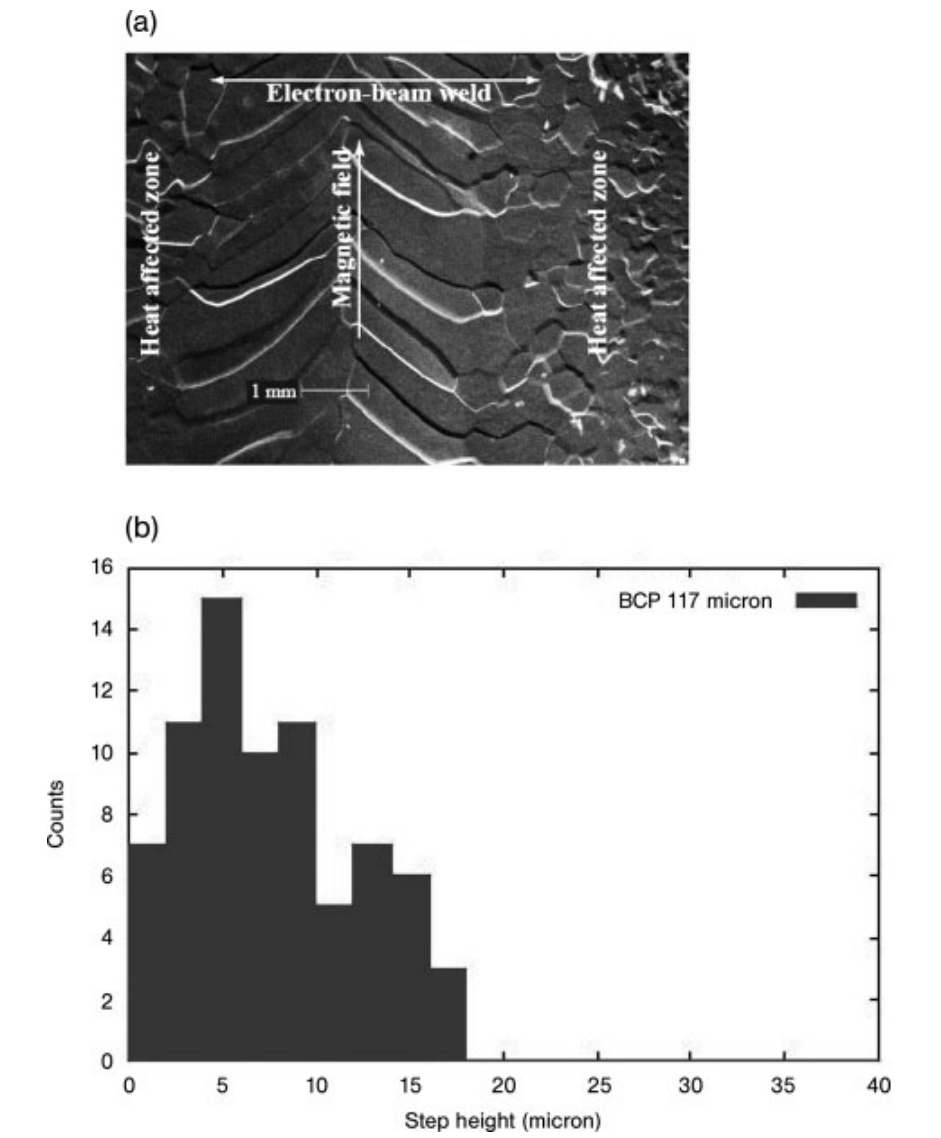 (a)
Electron-beam weld
Heat affected zone
Magnetic field
Heat affected zone
1 mm
(b)
16
14
12
10
8
6
4
2
0
Counts
BCP 117 micron
0 5 10 15 20 25 30 35 40
Step height (micron)